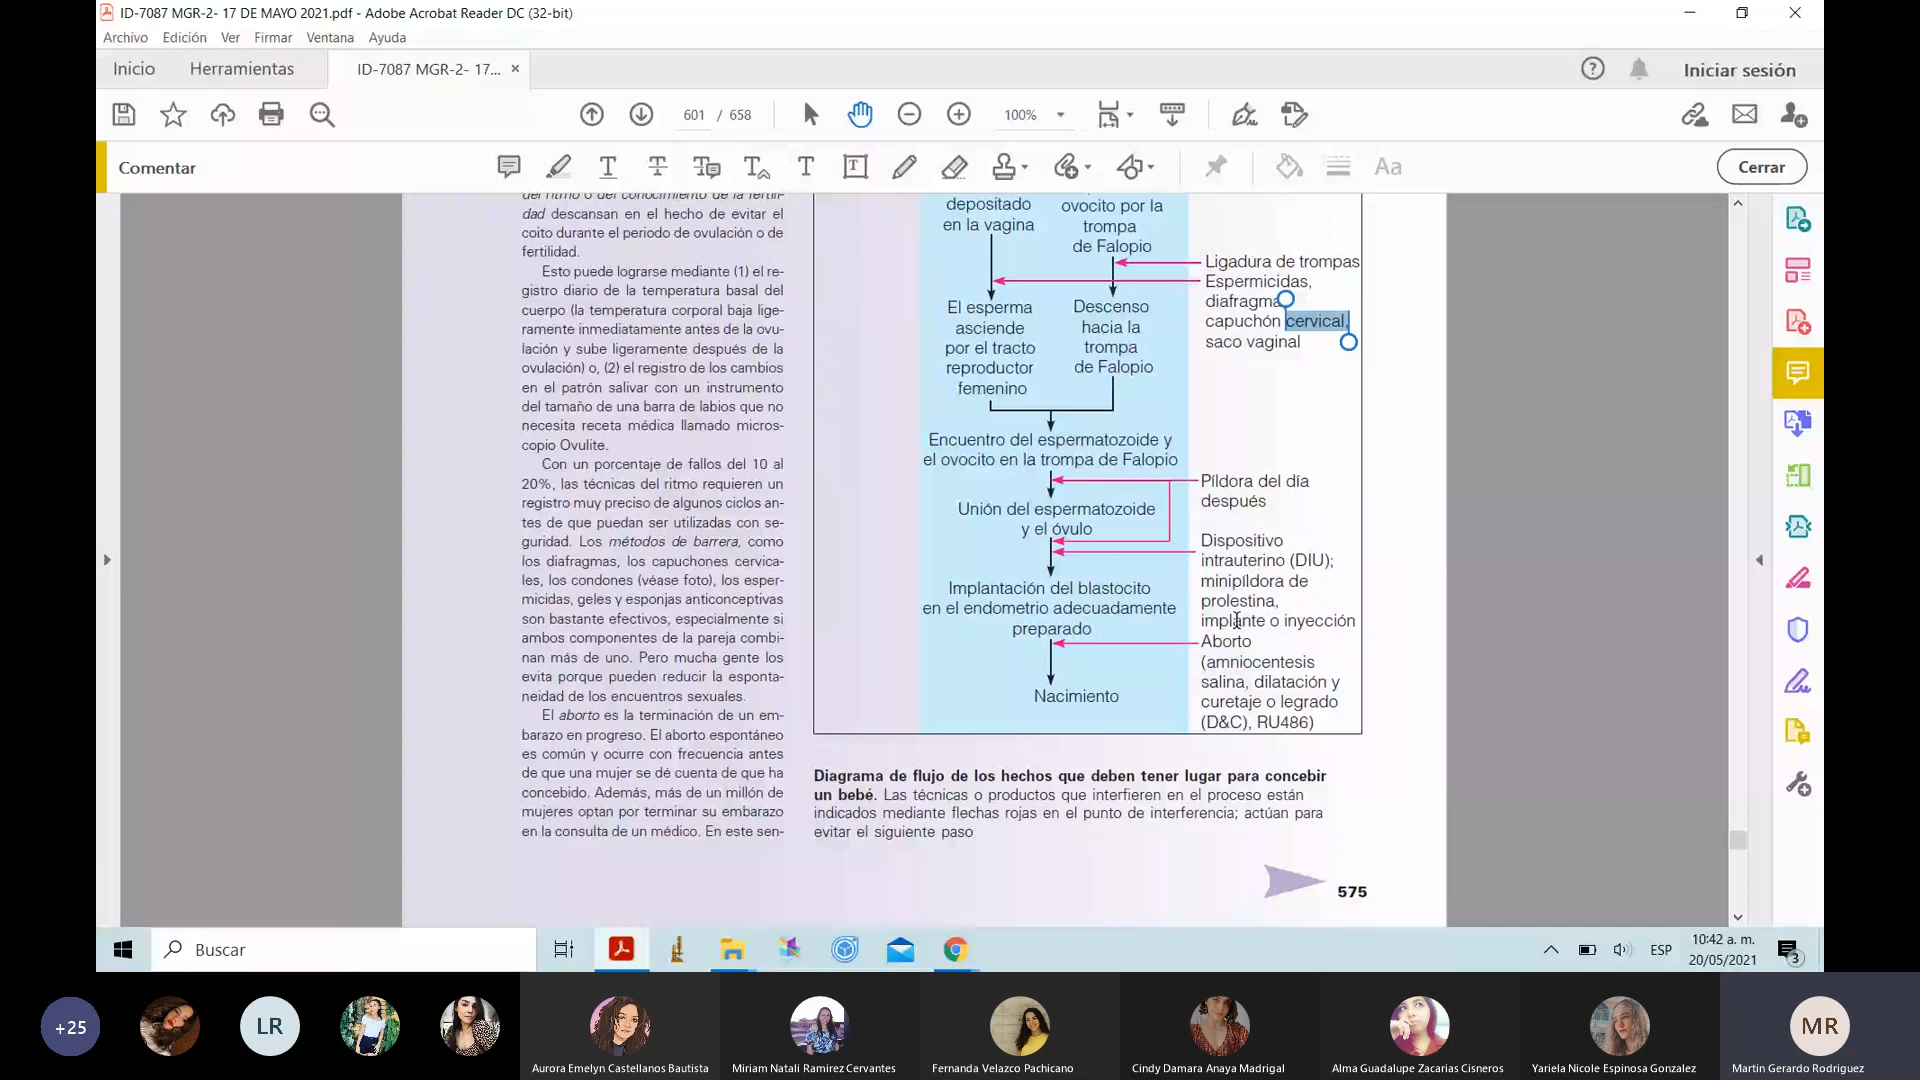 ID-7087 MGR-2- 17 DE MAYO 2021.pdf - Adobe Acrobat Reader DC (32-bit)
Archivo Edición Ver Firmar Ventana Ayuda
Inicio Herramientas ID-7087 MGR-2- 17... × Iniciar sesión
601 / 658 100%
Comentar Aa Cerrar
del ritmo o del conocimiento de la fertili-
dad descansan en el hecho de evitar el
coito durante el periodo de ovulación o de
fertilidad.
Esto puede lograrse mediante (1) el re-
gistro diario de la temperatura basal del
cuerpo (la temperatura corporal baja lige-
ramente inmediatamente antes de la ovu-
lación y sube ligeramente después de la
ovulación) o, (2) el registro de los cambios
en el patrón salivar con un instrumento
del tamaño de una barra de labios que no
necesita receta médica llamado micros-
copio Ovulite.
Con un porcentaje de fallos del 10 al
20%, las técnicas del ritmo requieren un
registro muy preciso de algunos ciclos an-
tes de que puedan ser utilizadas con se-
guridad. Los métodos de barrera, como
los diafragmas, los capuchones cervica-
les, los condones (véase foto), los esper-
micidas, geles y esponjas anticonceptivas
son bastante efectivos, especialmente si
ambos componentes de la pareja combi-
nan más de uno. Pero mucha gente los
evita porque pueden reducir la esponta-
neidad de los encuentros sexuales.
El aborto es la terminación de un em-
barazo en progreso. El aborto espontáneo
es común y ocurre con frecuencia antes
de que una mujer se dé cuenta de que ha
concebido. Además, más de un millón de
mujeres optan por terminar su embarazo
en la consulta de un médico. En este sen-
depositado
en la vagina
ovocito por la
trompa
de Falopio
Ligadura de trompas
Espermicidas,
diafragma,
capuchón cervical,
saco vaginal
El esperma
asciende
por el tracto
reproductor
femenino
Descenso
hacia la
trompa
de Falopio
Encuentro del espermatozoide y
el ovocito en la trompa de Falopio
Píldora del día
después
Unión del espermatozoide
y el óvulo
Dispositivo
intrauterino (DIU);
minipíldora de
prolestina,
implante o inyección
Implantación del blastocito
en el endometrio adecuadamente
preparado
Aborto
(amniocentesis
salina, dilatación y
curetaje o legrado
(D&C), RU486)
Nacimiento
Diagrama de flujo de los hechos que deben tener lugar para concebir
un bebé. Las técnicas o productos que interfieren en el proceso están
indicados mediante flechas rojas en el punto de interferencia; actúan para
evitar el siguiente paso
575
Buscar
ESP
10:42 a. m.
20/05/2021
3
+25 LR MR
Aurora Emelyn Castellanos Bautista
Miriam Natali Ramirez Cervantes
Fernanda Velazco Pachicano
Cindy Damara Anaya Madrigal
Alma Guadalupe Zacarias Cisneros
Yariela Nicole Espinosa Gonzalez
Martin Gerardo Rodriguez